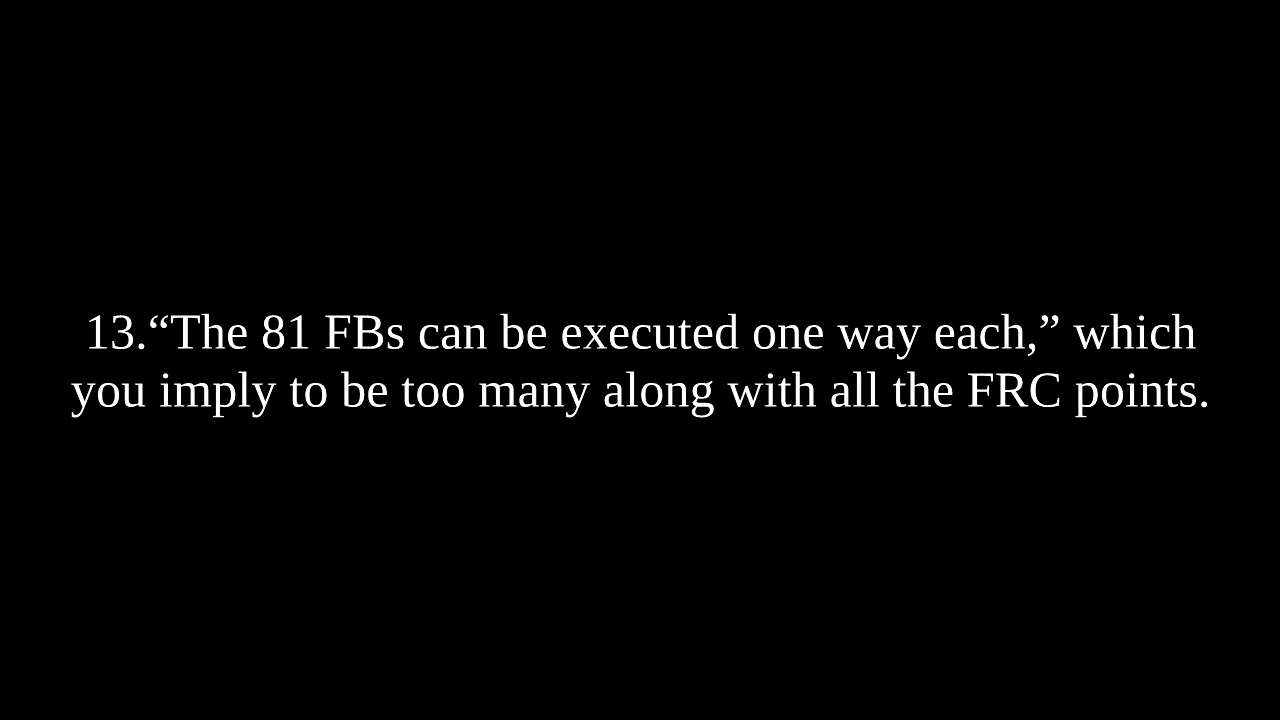 13.“The 81 FBs can be executed one way each,” which
you imply to be too many along with all the FRC points.